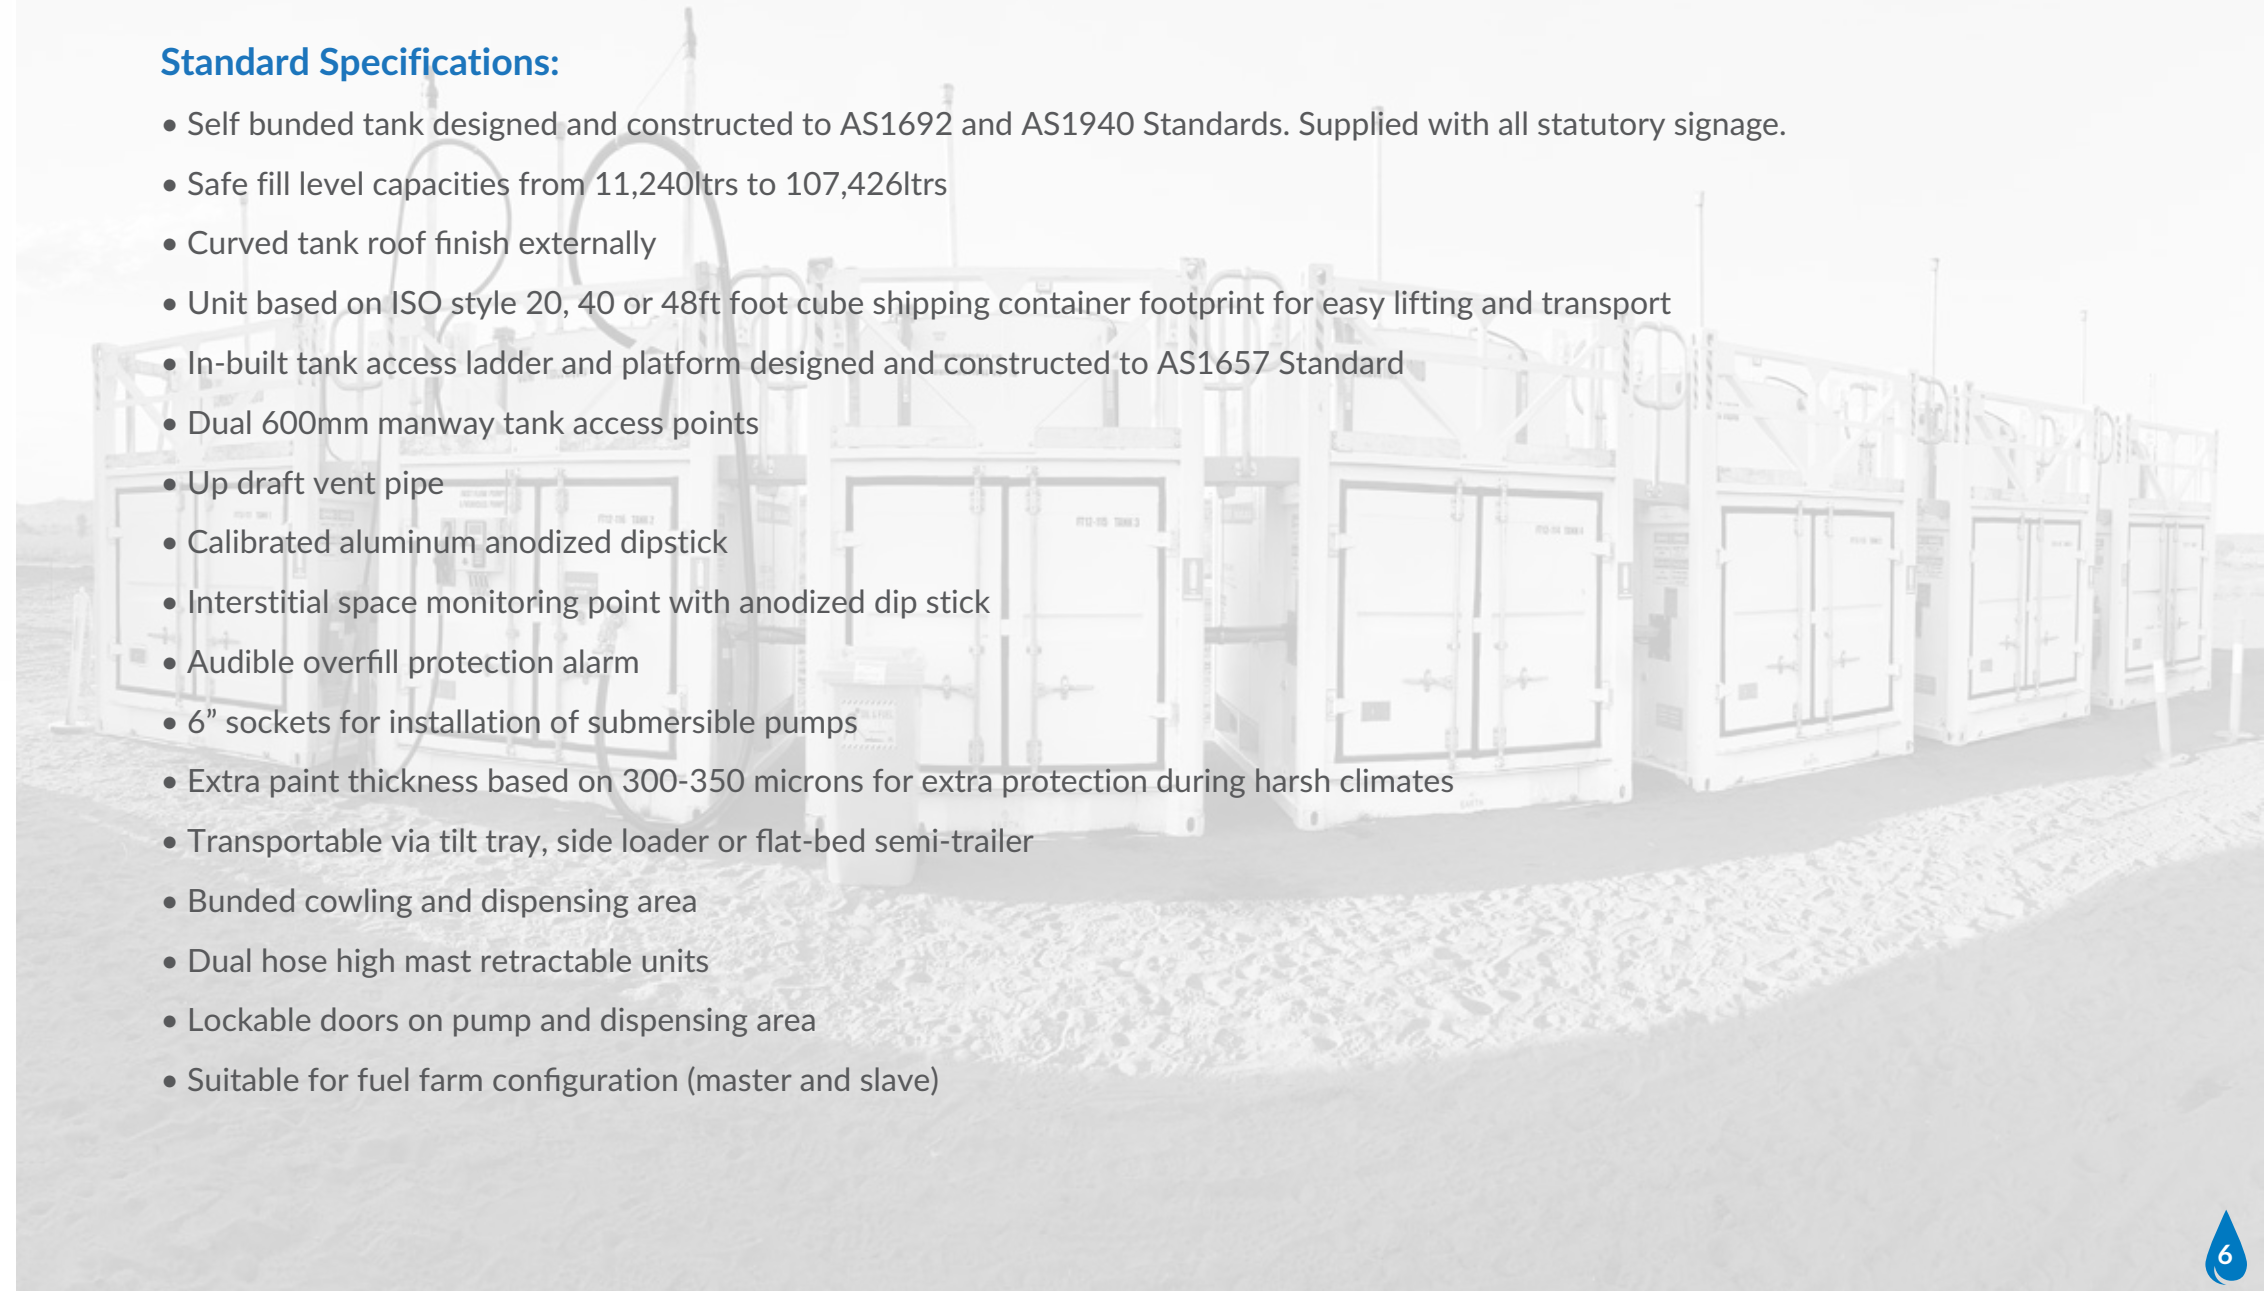 Standard Specifications:
• Self bunded tank designed and constructed to AS1692 and AS1940 Standards. Supplied with all statutory signage.
• Safe fill level capacities from 11,240ltrs to 107,426ltrs
• Curved tank roof finish externally
• Unit based on ISO style 20, 40 or 48ft foot cube shipping container footprint for easy lifting and transport
• In-built tank access ladder and platform designed and constructed to AS1657 Standard
• Dual 600mm manway tank access points
• Up draft vent pipe
• Calibrated aluminum anodized dipstick
• Interstitial space monitoring point with anodized dip stick
• Audible overfill protection alarm
• 6” sockets for installation of submersible pumps
• Extra paint thickness based on 300-350 microns for extra protection during harsh climates
• Transportable via tilt tray, side loader or flat-bed semi-trailer
• Bunded cowling and dispensing area
• Dual hose high mast retractable units
• Lockable doors on pump and dispensing area
• Suitable for fuel farm configuration (master and slave)
6